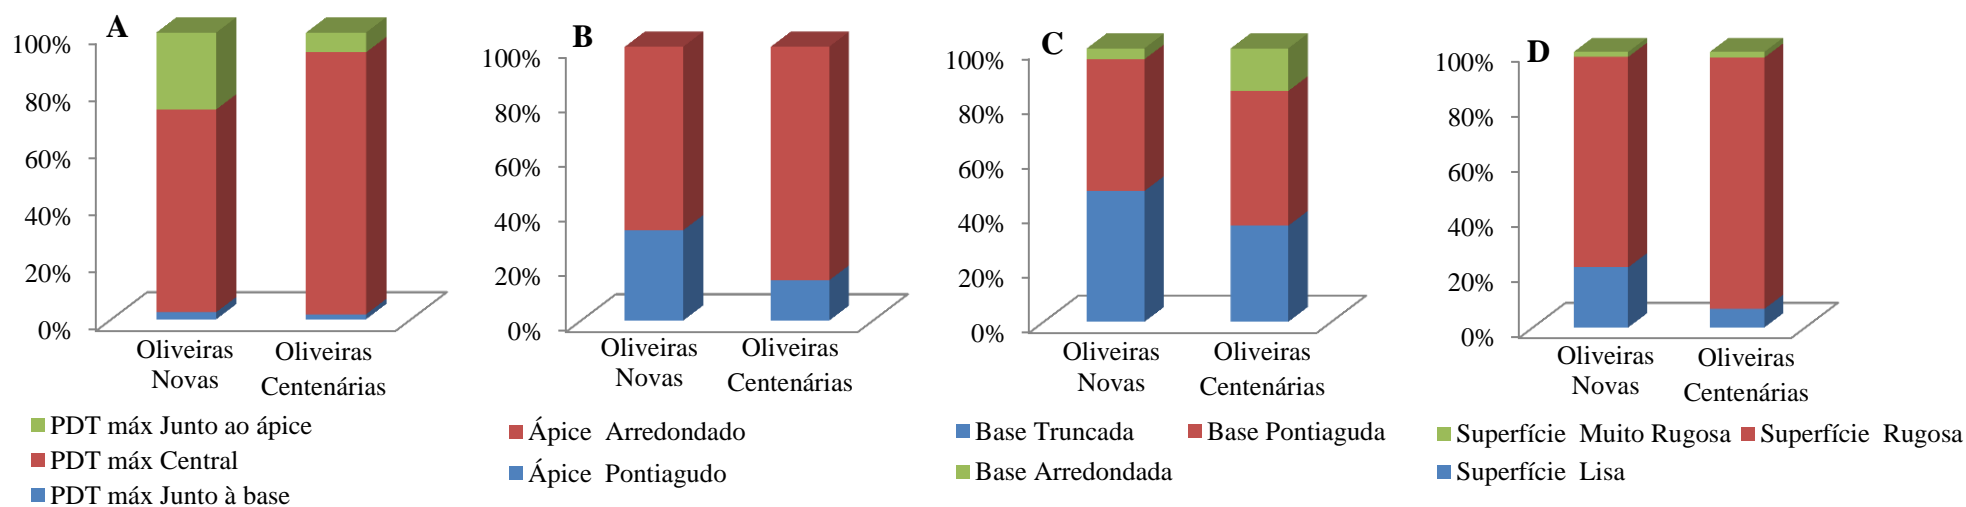 A
100%
80%
60%
40%
20%
0%
Oliveiras
Novas
Oliveiras
Centenárias
PDT máx Junto ao ápice
PDT máx Central
PDT máx Junto à base
B
100%
80%
60%
40%
20%
0%
Oliveiras
Novas
Oliveiras
Centenárias
Ápice Arredondado
Ápice Pontiagudo
C
100%
80%
60%
40%
20%
0%
Oliveiras
Novas
Oliveiras
Centenárias
Base Truncada
Base Pontiaguda
Base Arredondada
D
100%
80%
60%
40%
20%
0%
Oliveiras
Novas
Oliveiras
Centenárias
Superfície Muito Rugosa
Superfície Rugosa
Superfície Lisa